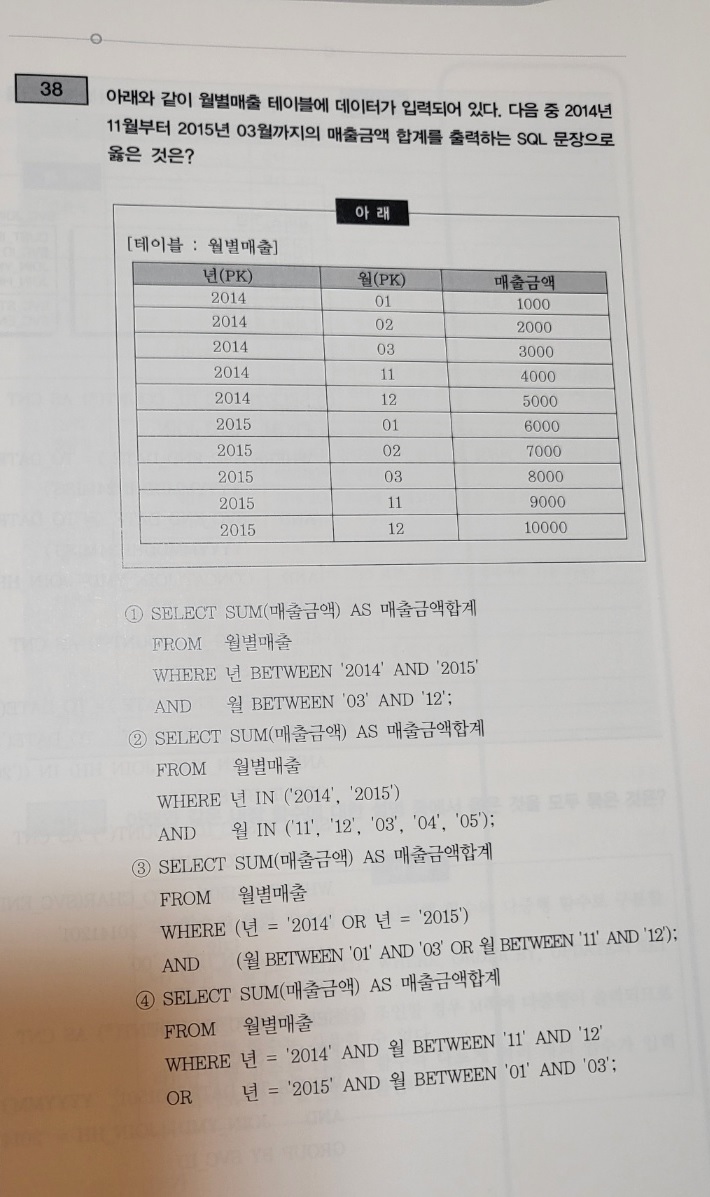 38
아래와 같이 월별매출 테이블에 데이터가 입력되어 있다. 다음 중 2014년
11월부터 2015년 03월까지의 매출금액 합계를 출력하는 SQL 문장으로
옳은 것은?
아 래
[테이블 : 월별매출]
년(PK) 월(PK) 매출금액
2014 01 1000
2014 02 2000
2014 03 3000
2014 11 4000
2014 12 5000
2015 01 6000
2015 02 7000
2015 03 8000
2015 11 9000
2015 12 10000
① SELECT SUM(매출금액) AS 매출금액합계
FROM 월별매출
WHERE 년 BETWEEN '2014' AND '2015'
AND 월 BETWEEN '03' AND '12';
② SELECT SUM(매출금액) AS 매출금액합계
FROM 월별매출
WHERE 년 IN ('2014', '2015')
AND 월 IN ('11', '12', '03', '04', '05');
③ SELECT SUM(매출금액) AS 매출금액합계
FROM 월별매출
WHERE (년 = '2014' OR 년 = '2015')
AND (월 BETWEEN '01' AND '03' OR 월 BETWEEN '11' AND '12');
④ SELECT SUM(매출금액) AS 매출금액합계
FROM 월별매출
WHERE 년 = '2014' AND 월 BETWEEN '11' AND '12'
OR 년 = '2015' AND 월 BETWEEN '01' AND '03';